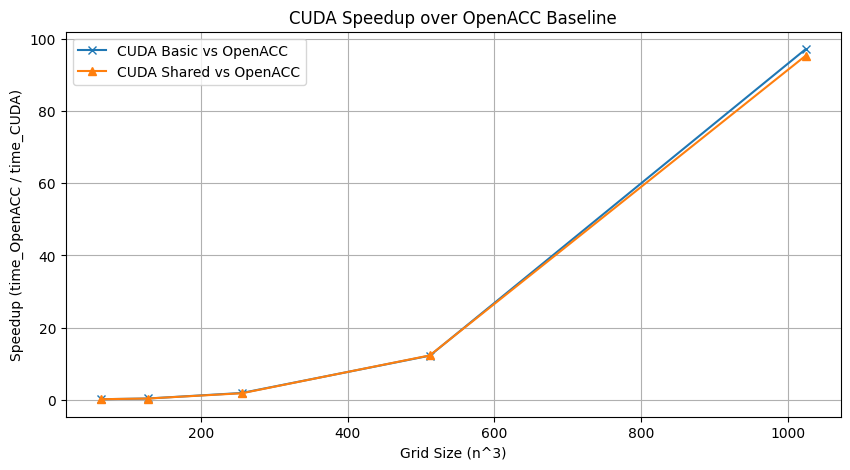 CUDA Speedup over OpenACC Baseline
CUDA Basic vs OpenACC
CUDA Shared vs OpenACC
Speedup (time_OpenACC / time_CUDA)
100
80
60
40
20
0
200 400 600 800 1000
Grid Size (n^3)